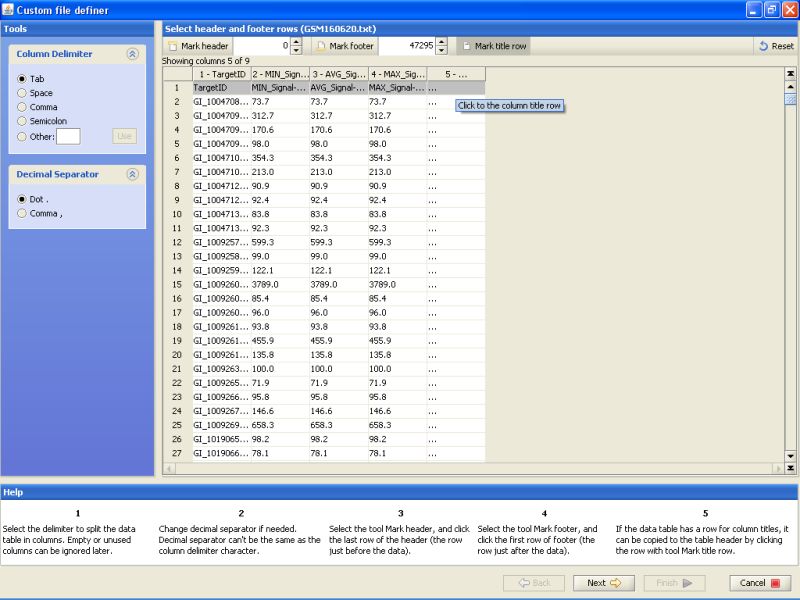 Custom file definer
Tools
Column Delimiter
Tab
Space
Comma
Semicolon
Other:
Use
Decimal Separator
Dot .
Comma ,
Select header and footer rows (GSM160620.txt)
Mark header 0 Mark footer 47295 Mark title row Reset
Showing columns 5 of 9
1 - TargetID 2 - MIN_Sign... 3 - AVG_Sig... 4 - MAX_Sig... 5 - ...
1 TargetID MIN_Signal-... AVG_Signal-... MAX_Signal-... ...
2 GI_1004708... 73.7 73.7 73.7 ...
Click to the column title row
3 GI_1004709... 312.7 312.7 312.7 ...
4 GI_1004709... 170.6 170.6 170.6 ...
5 GI_1004709... 98.0 98.0 98.0 ...
6 GI_1004710... 354.3 354.3 354.3 ...
7 GI_1004710... 213.0 213.0 213.0 ...
8 GI_1004712... 90.9 90.9 90.9 ...
9 GI_1004712... 92.4 92.4 92.4 ...
10 GI_1004713... 83.8 83.8 83.8 ...
11 GI_1004713... 92.3 92.3 92.3 ...
12 GI_1009257... 599.3 599.3 599.3 ...
13 GI_1009258... 99.0 99.0 99.0 ...
14 GI_1009259... 122.1 122.1 122.1 ...
15 GI_1009260... 3789.0 3789.0 3789.0 ...
16 GI_1009260... 85.4 85.4 85.4 ...
17 GI_1009260... 96.0 96.0 96.0 ...
18 GI_1009261... 93.8 93.8 93.8 ...
19 GI_1009261... 455.9 455.9 455.9 ...
20 GI_1009261... 135.8 135.8 135.8 ...
21 GI_1009263... 100.0 100.0 100.0 ...
22 GI_1009265... 71.9 71.9 71.9 ...
23 GI_1009266... 95.8 95.8 95.8 ...
24 GI_1009267... 146.6 146.6 146.6 ...
25 GI_1009269... 658.3 658.3 658.3 ...
26 GI_1019065... 98.2 98.2 98.2 ...
27 GI_1019066... 78.1 78.1 78.1 ...
Help
1
Select the delimiter to split the data
table in columns. Empty or unused
columns can be ignored later.
2
Change decimal separator if needed.
Decimal separator can't be the same as the
column delimiter character.
3
Select the tool Mark header, and click
the last row of the header (the row
just before the data).
4
Select the tool Mark footer, and
click the first row of footer (the
row just after the data).
5
If the data table has a row for column titles, it
can be copied to the table header by clicking
the row with tool Mark title row.
Back Next Finish Cancel